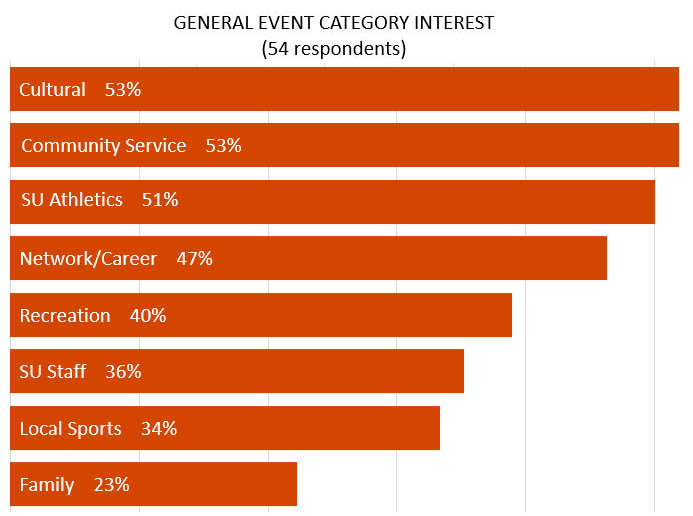 GENERAL EVENT CATEGORY INTEREST
(54 respondents)
Cultural 53%
Community Service 53%
SU Athletics 51%
Network/Career 47%
Recreation 40%
SU Staff 36%
Local Sports 34%
Family 23%